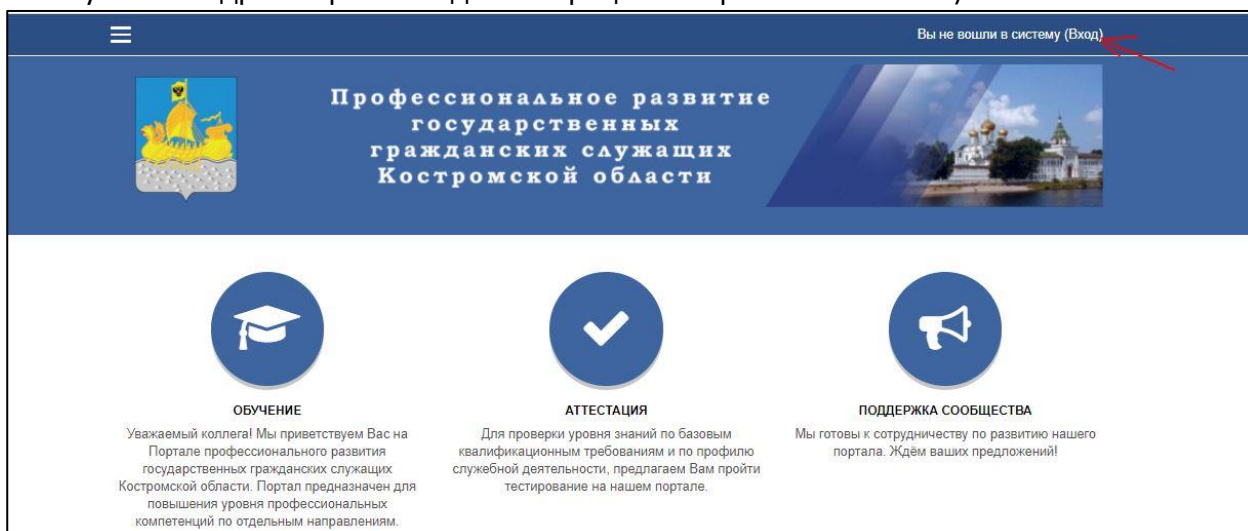 Вы не вошли в систему (Вход)
Профессиональное развитие
государственных
гражданских служащих
Костромской области
ОБУЧЕНИЕ
Уважаемый коллега! Мы приветствуем Вас на
Портале профессионального развития
государственных гражданских служащих
Костромской области. Портал предназначен для
повышения уровня профессиональных
компетенций по отдельным направлениям.
АТТЕСТАЦИЯ
Для проверки уровня знаний по базовым
квалификационным требованиям и по профилю
служебной деятельности, предлагаем Вам пройти
тестирование на нашем портале.
ПОДДЕРЖКА СООБЩЕСТВА
Мы готовы к сотрудничеству по развитию нашего
портала. Ждём ваших предложений!